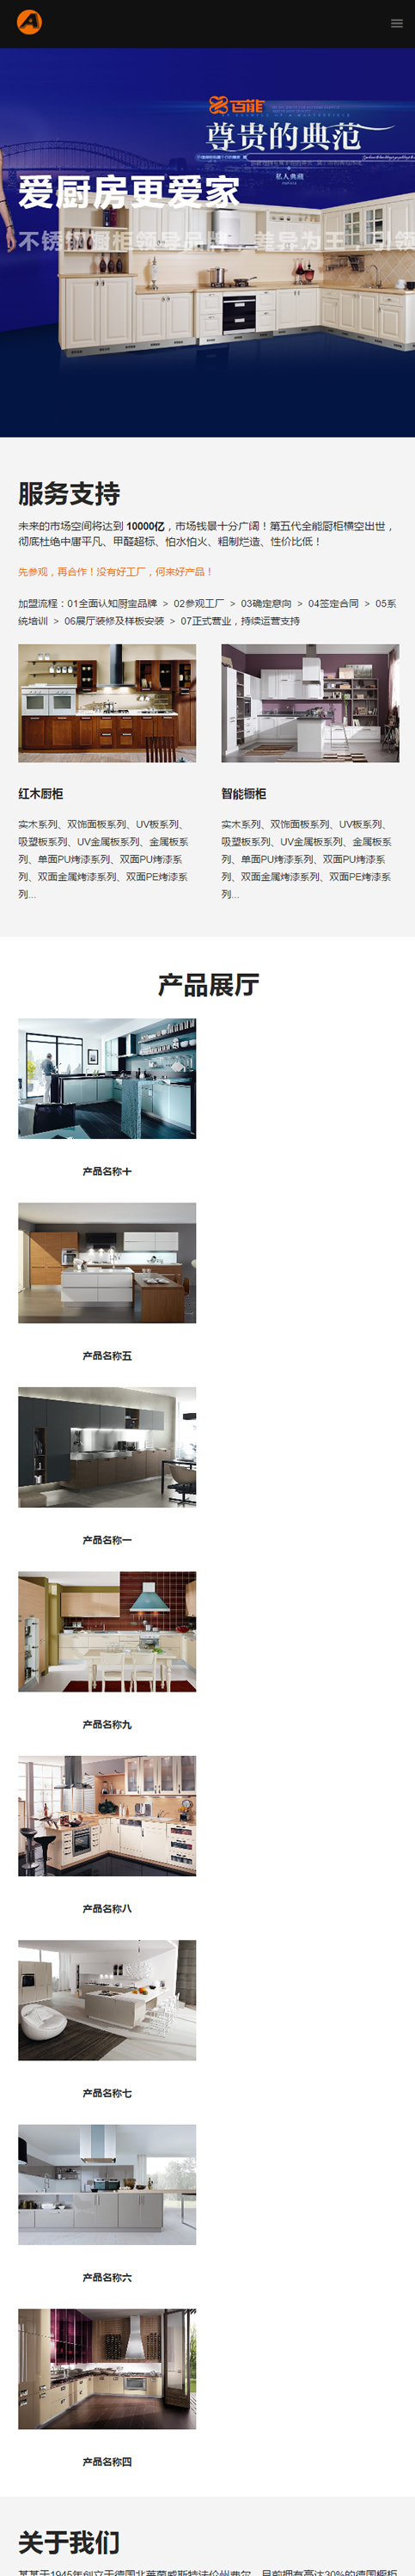 百能
尊贵的典范
私人典藏
爱厨房更爱家
服务支持
未来的市场空间将达到 10000亿，市场钱景十分广阔！第五代全能厨柜横空出世，
彻底杜绝中庸平凡、甲醛超标、怕水怕火、粗制烂造、性价比低！
先参观，再合作！没有好工厂，何来好产品！
加盟流程：01全面认知厨宝品牌 > 02参观工厂 > 03确定意向 > 04签定合同 > 05系
统培训 > 06展厅装修及样板安装 > 07正式营业，持续运营支持
红木厨柜
智能橱柜
实木系列、双饰面板系列、UV板系列、
吸塑板系列、UV金属板系列、金属板系
列、单面PU烤漆系列、双面PU烤漆系
列、双面金属烤漆系列、双面PE烤漆系
列...
实木系列、双饰面板系列、UV板系列、
吸塑板系列、UV金属板系列、金属板系
列、单面PU烤漆系列、双面PU烤漆系
列、双面金属烤漆系列、双面PE烤漆系
列...
产品展厅
产品名称十
产品名称五
产品名称一
产品名称九
产品名称八
产品名称七
产品名称六
产品名称四
关于我们